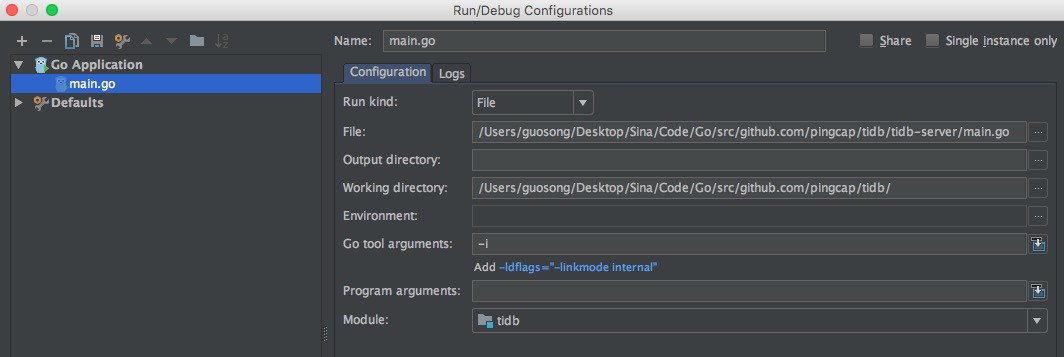 Run/Debug Configurations
Name: main.go Share Single instance only
Go Application
main.go
Defaults
Configuration Logs
Run kind: File
File: /Users/guosong/Desktop/Sina/Code/Go/src/github.com/pingcap/tidb/tidb-server/main.go ...
Output directory: ...
Working directory: /Users/guosong/Desktop/Sina/Code/Go/src/github.com/pingcap/tidb/ ...
Environment: ...
Go tool arguments: -i
Add -ldflags="-linkmode internal"
Program arguments:
Module: tidb